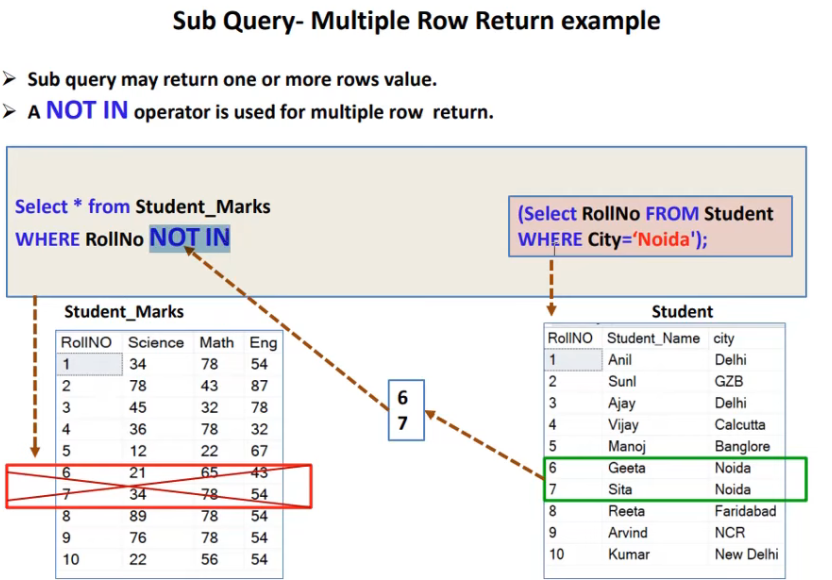 Sub Query- Multiple Row Return example
➢ Sub query may return one or more rows value.
➢ A NOT IN operator is used for multiple row return.
Select * from Student_Marks
WHERE RollNo NOT IN
(Select RollNo FROM Student
WHERE City=‘Noida');
Student_Marks
RollNO Science Math Eng
1 34 78 54
2 78 43 87
3 45 32 78
4 36 78 32
5 12 22 67
6 21 65 43
7 34 78 54
8 89 78 54
9 76 78 54
10 22 56 54
6
7
Student
RollNO Student_Name city
1 Anil Delhi
2 Sunl GZB
3 Ajay Delhi
4 Vijay Calcutta
5 Manoj Banglore
6 Geeta Noida
7 Sita Noida
8 Reeta Faridabad
9 Arvind NCR
10 Kumar New Delhi